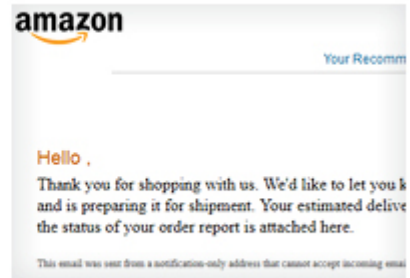 amazon
Your Recomm
Hello ,
Thank you for shopping with us. We'd like to let you k
and is preparing it for shipment. Your estimated delive
the status of your order report is attached here.
This email was sent from a notification-only address that cannot accept incoming emai